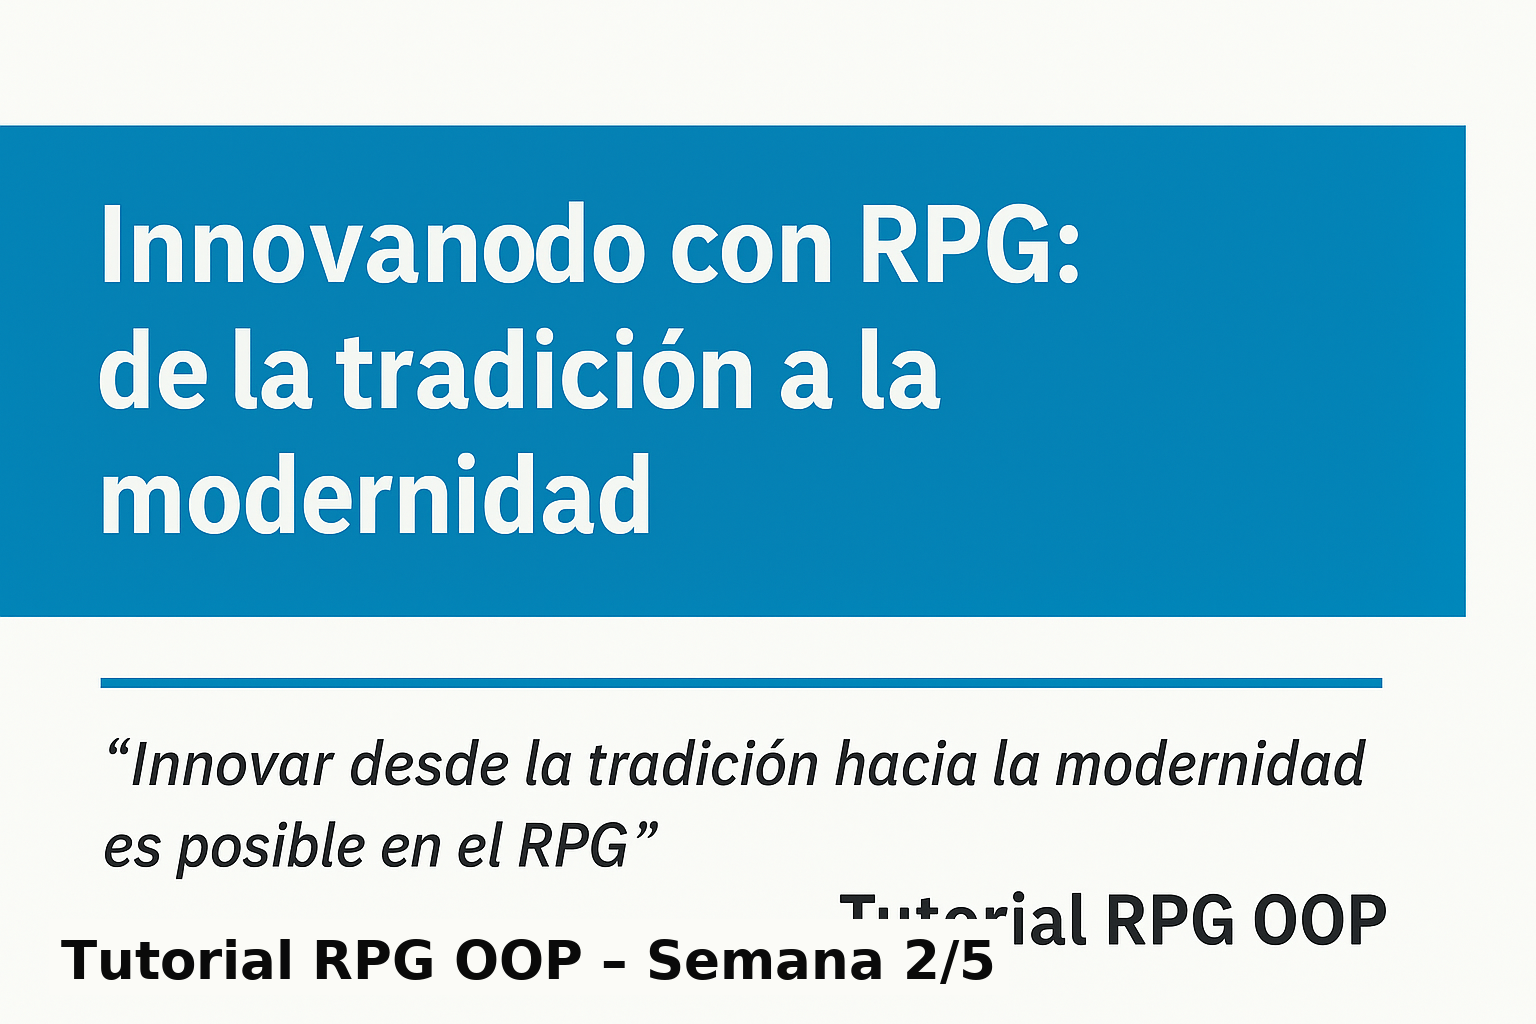 Innovanodo con RPG:
de la tradición a la
modernidad
“Innovar desde la tradición hacia la modernidad
es posible en el RPG”
Tutorial RPG OOP
Tutorial RPG OOP – Semana 2/5